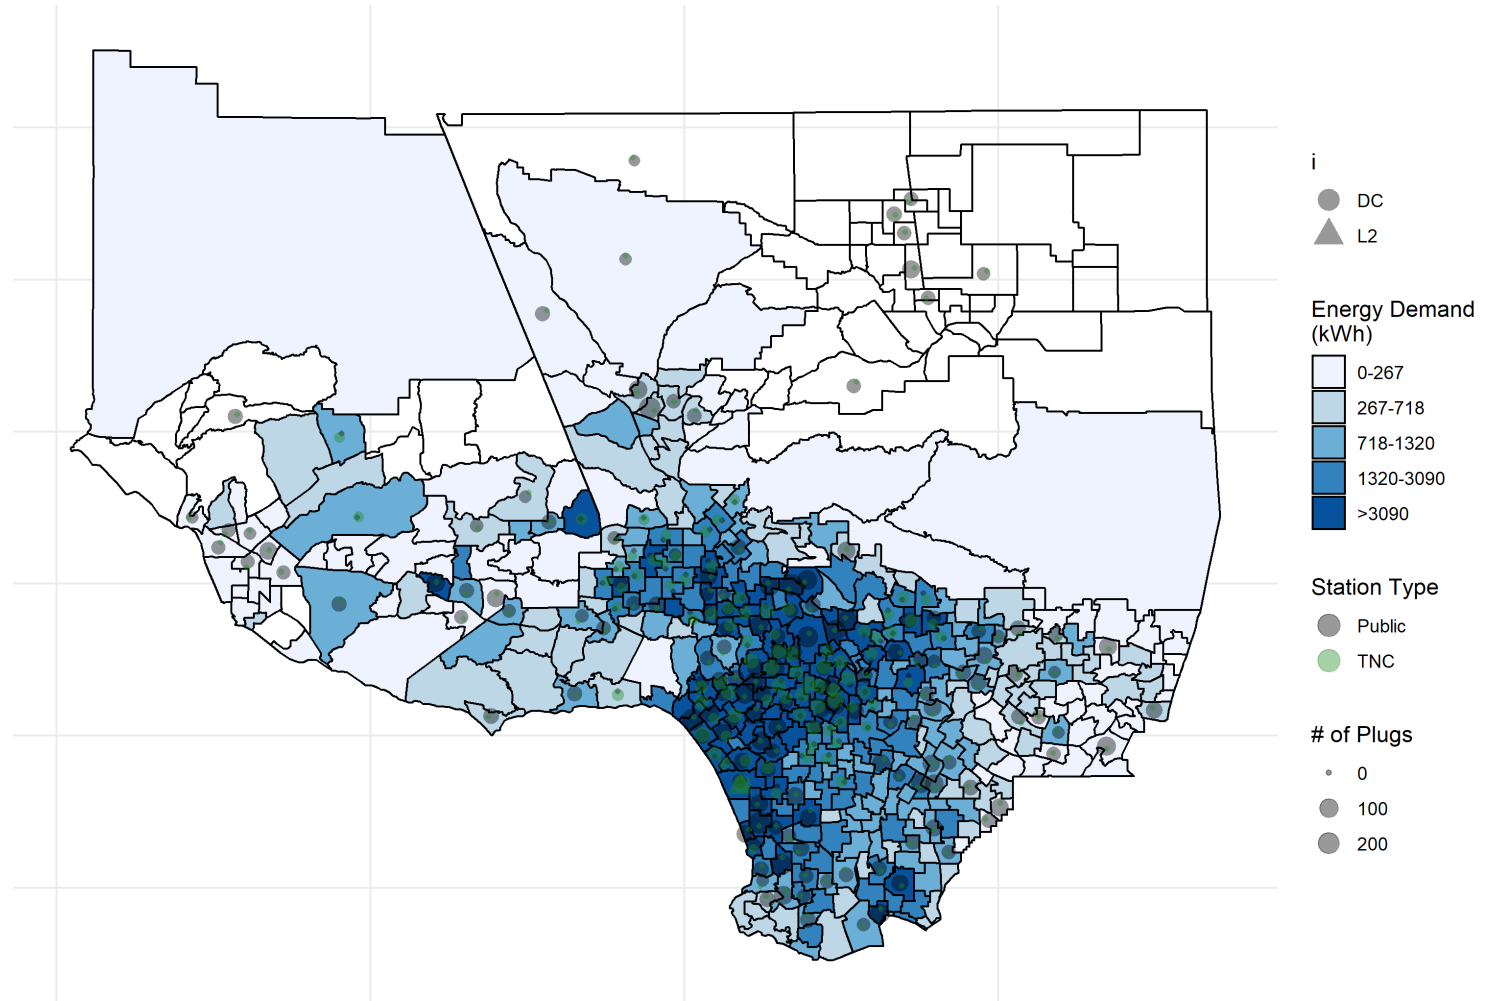 i
DC
L2
Energy Demand
(kWh)
0-267
267-718
718-1320
1320-3090
>3090
Station Type
Public
TNC
# of Plugs
0
100
200